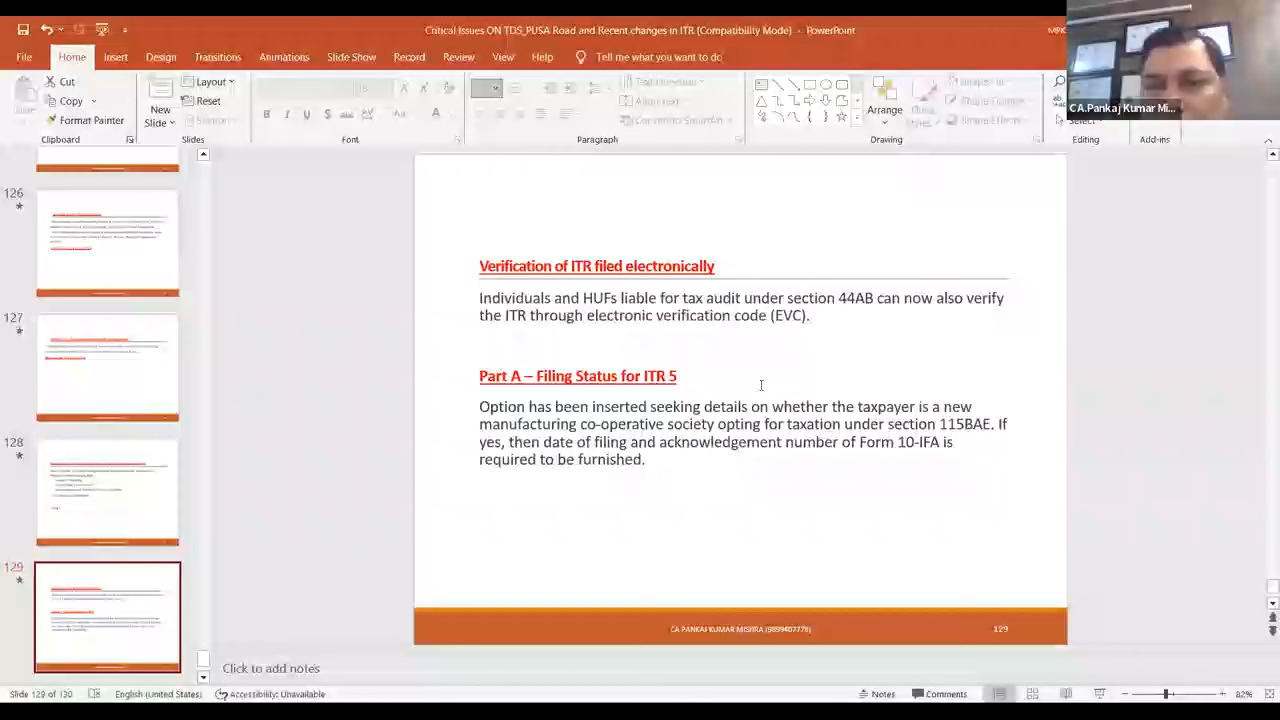 Critical Issues ON TDS_PUSA Road and Recent changes in ITR (Compatibility Mode) - PowerPoint
File Home Insert Design Transitions Animations Slide Show Record Review View Help Tell me what you want to do
Cut
Copy
Format Painter
Clipboard
New Slide
Layout
Reset
Slides
Font
Paragraph
Arrange
Drawing
Editing
Add-ins
CA.Pankaj Kumar Mi...
126
127
128
129
Verification of ITR filed electronically
Individuals and HUFs liable for tax audit under section 44AB can now also verify
the ITR through electronic verification code (EVC).
Part A – Filing Status for ITR 5
Option has been inserted seeking details on whether the taxpayer is a new
manufacturing co-operative society opting for taxation under section 115BAE. If
yes, then date of filing and acknowledgement number of Form 10-IFA is
required to be furnished.
CA PANKAJ KUMAR MISHRA (9899407778) 129
Click to add notes
Slide 129 of 130 English (United States) Accessibility: Unavailable Notes Comments 82%